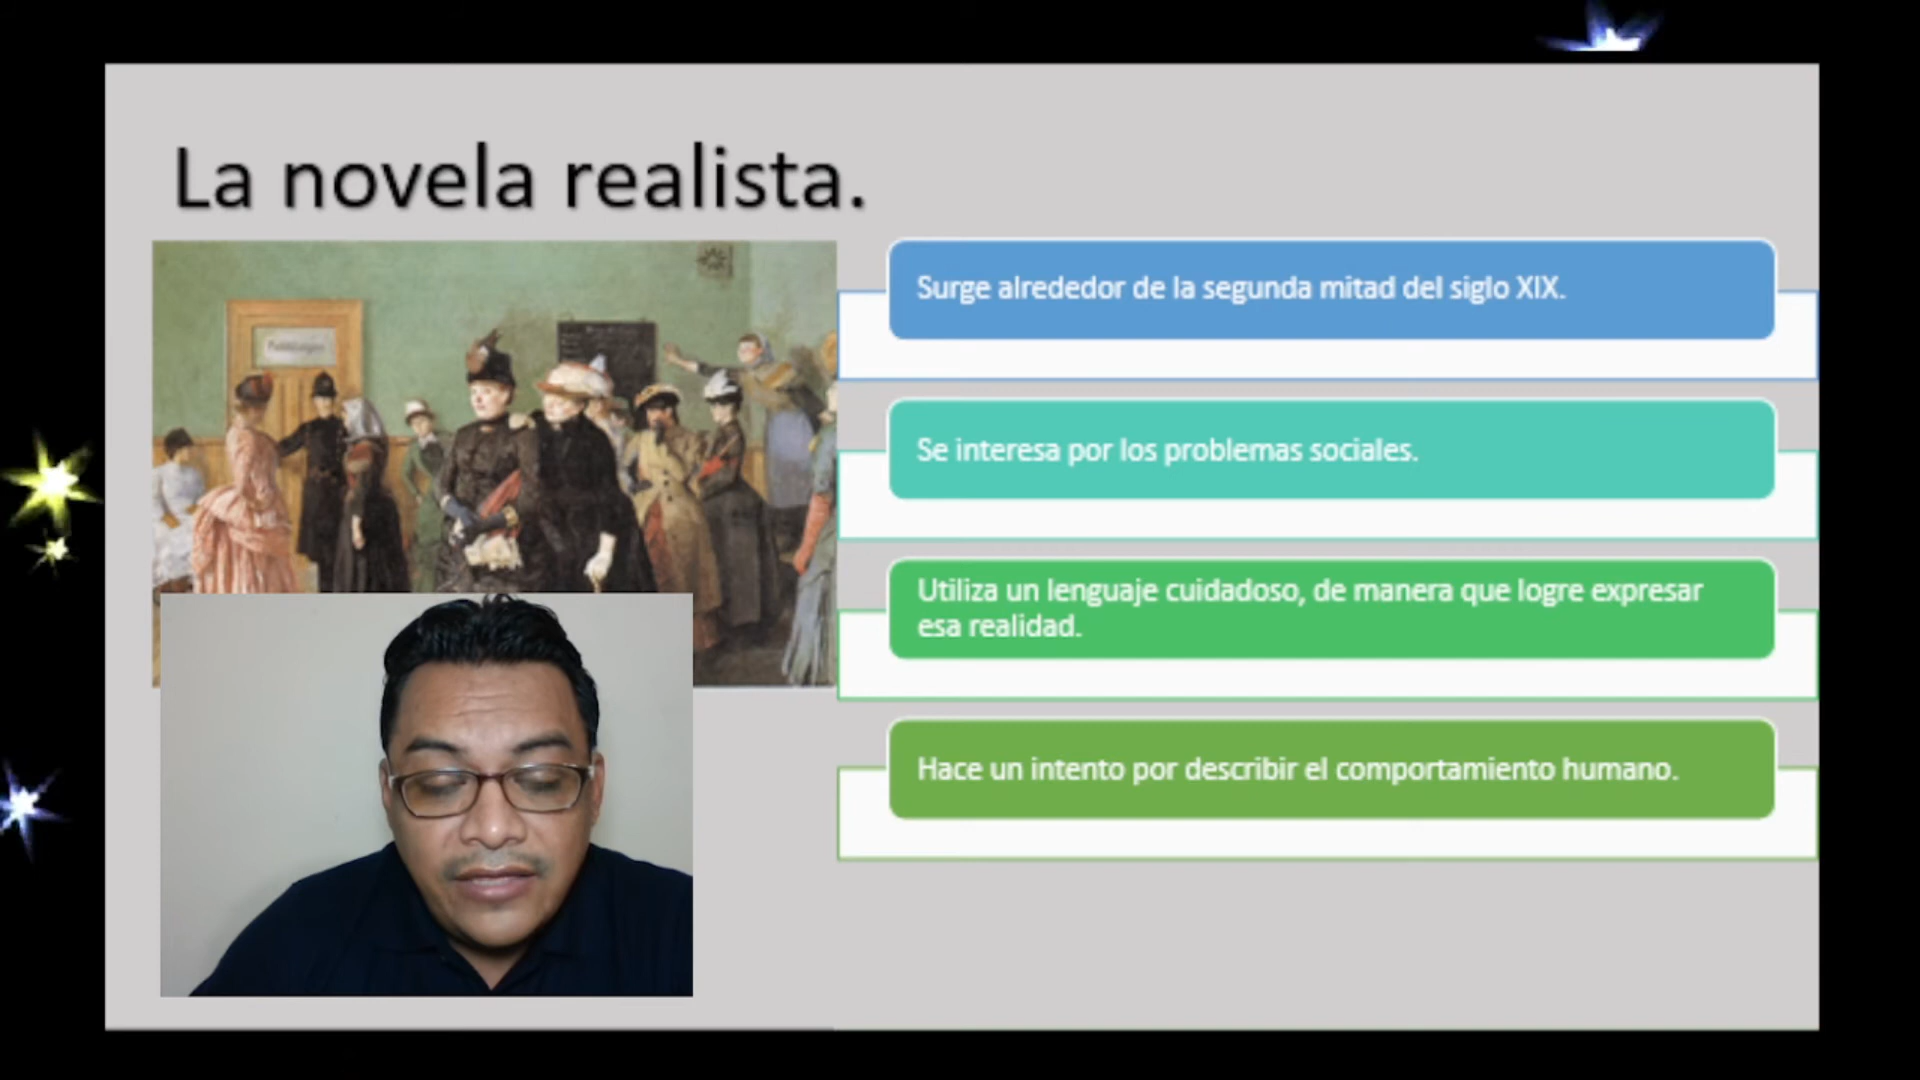 La novela realista.
Surge alrededor de la segunda mitad del siglo XIX.
Se interesa por los problemas sociales.
Utiliza un lenguaje cuidadoso, de manera que logre expresar
esa realidad.
Hace un intento por describir el comportamiento humano.